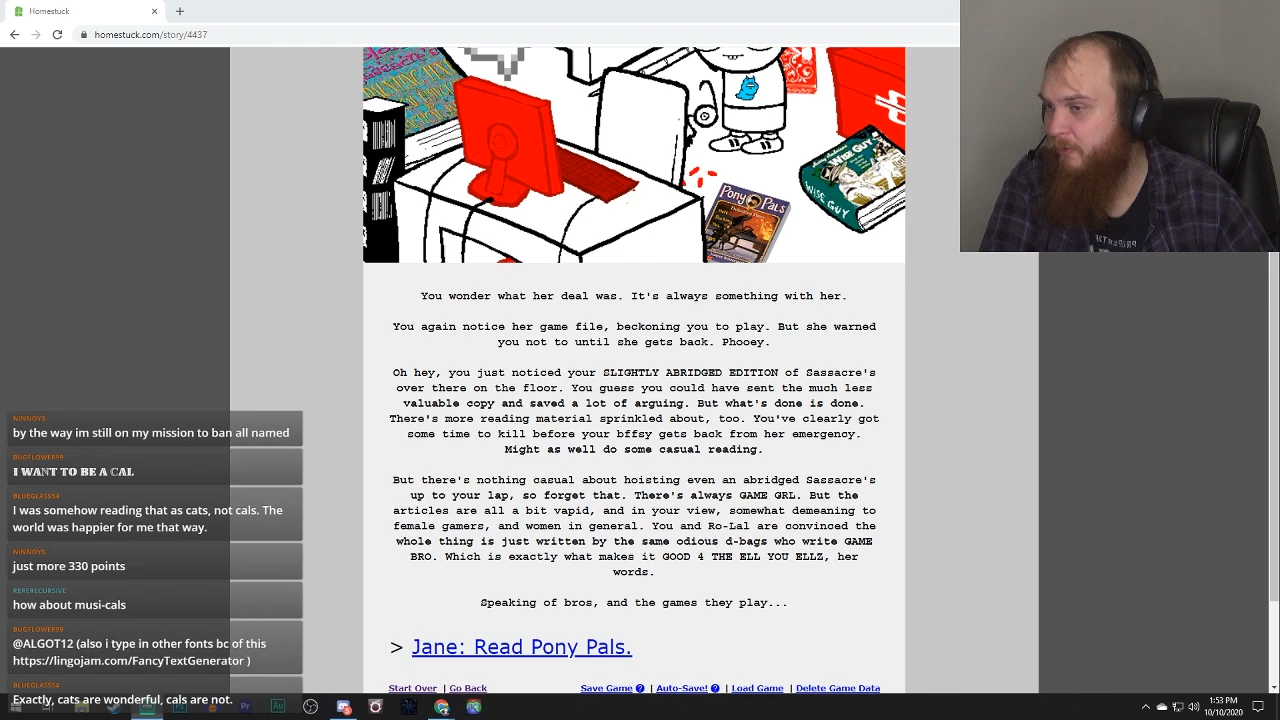 Homestuck
homestuck.com/story/4437
Pony Pals
WISE GUY
WISE GUY
You wonder what her deal was. It's always something with her.
You again notice her game file, beckoning you to play. But she warned
you not to until she gets back. Phooey.
Oh hey, you just noticed your SLIGHTLY ABRIDGED EDITION of Sassacre's
over there on the floor. You guess you could have sent the much less
valuable copy and saved a lot of arguing. But what's done is done.
There's more reading material sprinkled about, too. You've clearly got
some time to kill before your bffsy gets back from her emergency.
Might as well do some casual reading.
But there's nothing casual about hoisting even an abridged Sassacre's
up to your lap, so forget that. There's always GAME GRL. But the
articles are all a bit vapid, and in your view, somewhat demeaning to
female gamers, and women in general. You and Ro-Lal are convinced the
whole thing is just written by the same odious d-bags who write GAME
BRO. Which is exactly what makes it GOOD 4 THE ELL YOU ELLZ, her
words.
Speaking of bros, and the games they play...
> Jane: Read Pony Pals.
Start Over | Go Back
Save Game ? | Auto-Save! ? | Load Game | Delete Game Data
NINNOYS
by the way im still on my mission to ban all named
BUGFLOWER99
I WANT TO BE A CAL
BLUEGLASS54
I was somehow reading that as cats, not cals. The
world was happier for me that way.
NINNOYS
just more 330 points
RERERECURSIVE
how about musi-cals
BUGFLOWER99
@ALGOT12 (also i type in other fonts bc of this
https://lingojam.com/FancyTextGenerator )
BLUEGLASS54
Exactly, cats are wonderful, cals are not.
Pr
Au
1:53 PM
10/10/2020